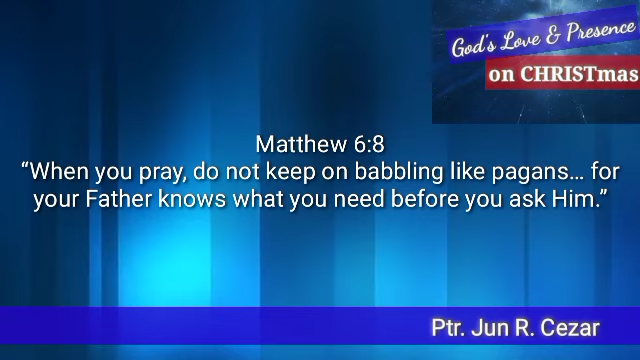 God's Love & Presence
on CHRISTmas
Matthew 6:8
“When you pray, do not keep on babbling like pagans... for
your Father knows what you need before you ask Him.”
Ptr. Jun R. Cezar